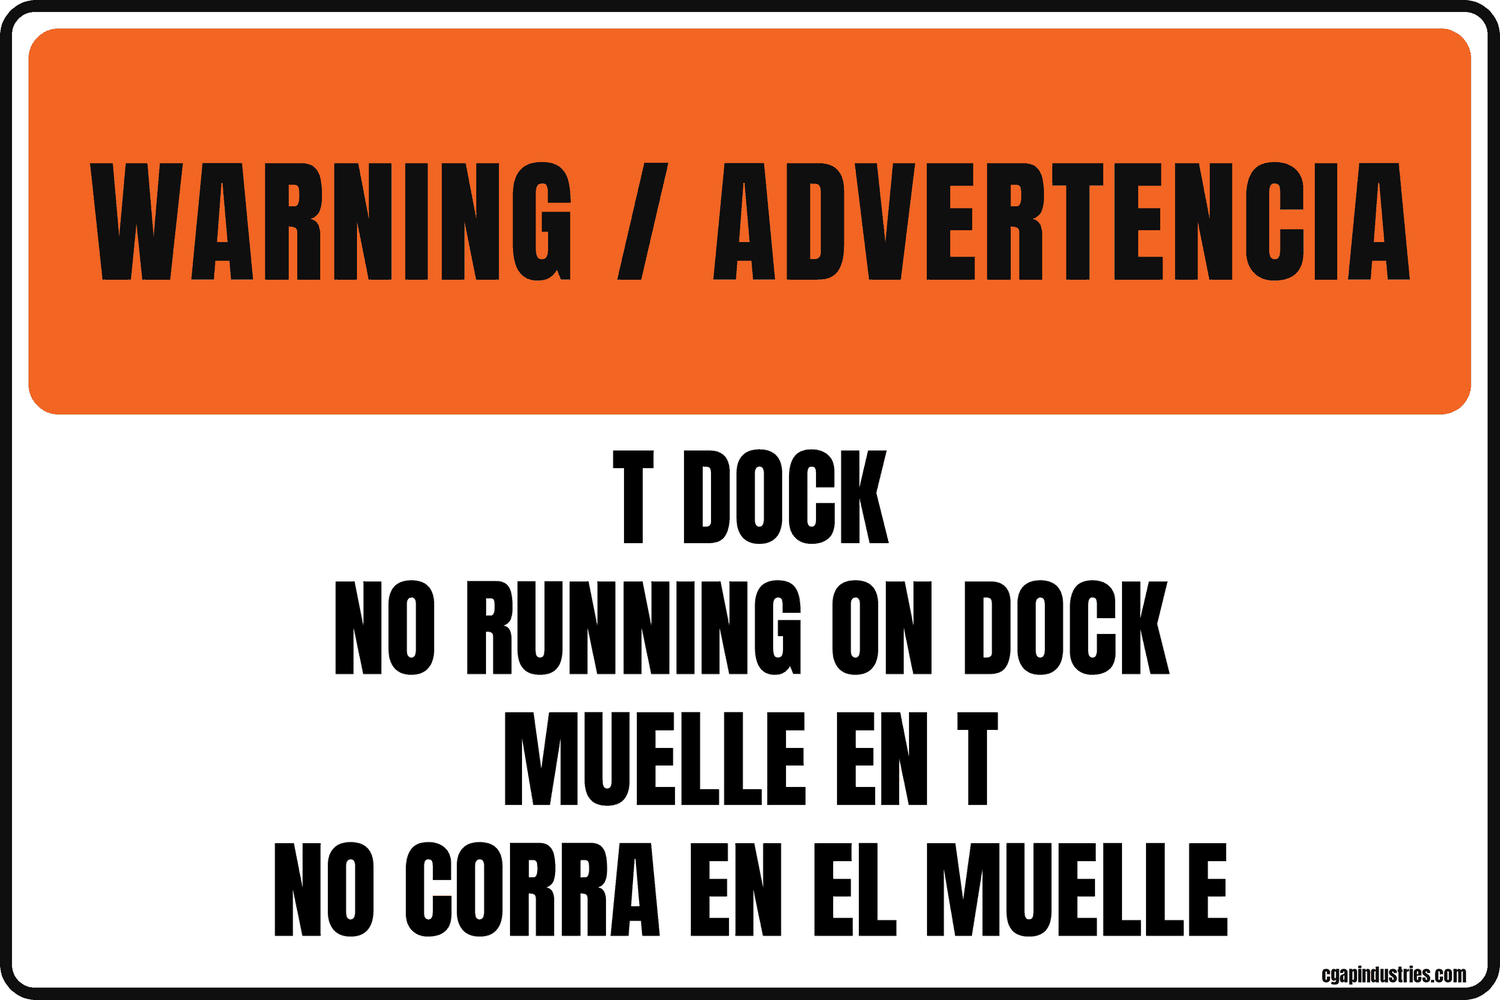 WARNING / ADVERTENCIA
T DOCK
NO RUNNING ON DOCK
MUELLE EN T
NO CORRA EN EL MUELLE
cgapindustries.com